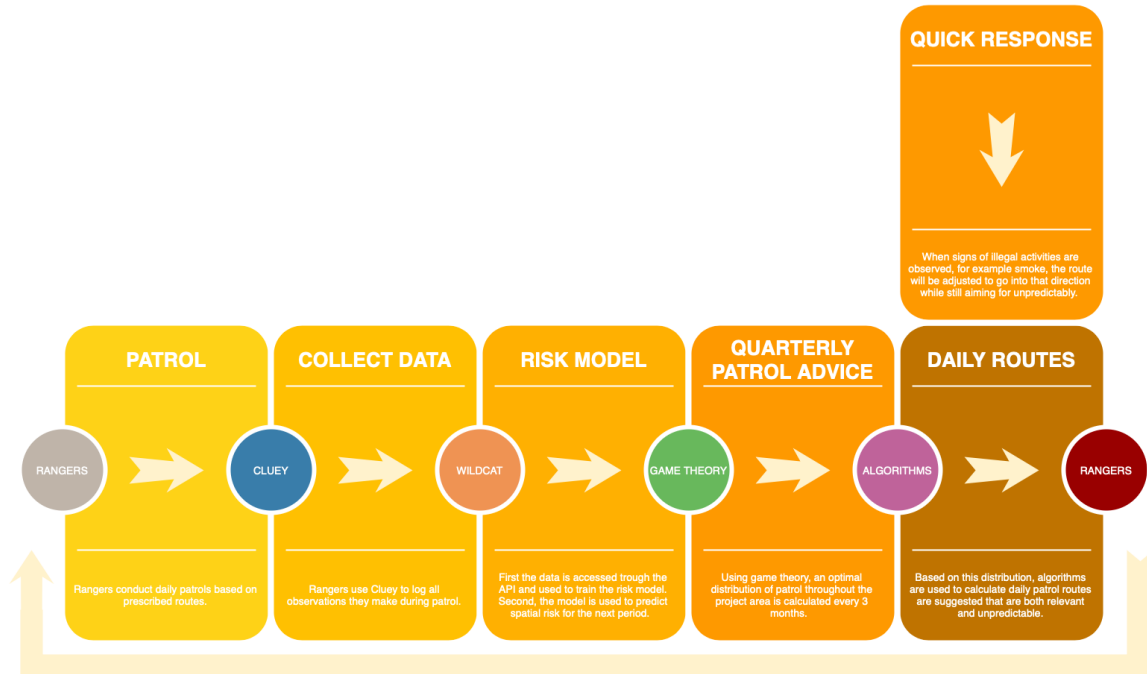 QUICK RESPONSE
When signs of illegal activities are
observed, for example smoke, the route
will be adjusted to go into that direction
while still aiming for unpredictably.
PATROL
RANGERS
Rangers conduct daily patrols based on
prescribed routes.
COLLECT DATA
CLUEY
Rangers use Cluey to log all
observations they make during patrol.
RISK MODEL
WILDCAT
First the data is accessed trough the
API and used to train the risk model.
Second, the model is used to predict
spatial risk for the next period.
QUARTERLY
PATROL ADVICE
GAME THEORY
Using game theory, an optimal
distribution of patrol throughout the
project area is calculated every 3
months.
DAILY ROUTES
ALGORITHMS
RANGERS
Based on this distribution, algorithms
are used to calculate daily patrol routes
are suggested that are both relevant
and unpredictable.